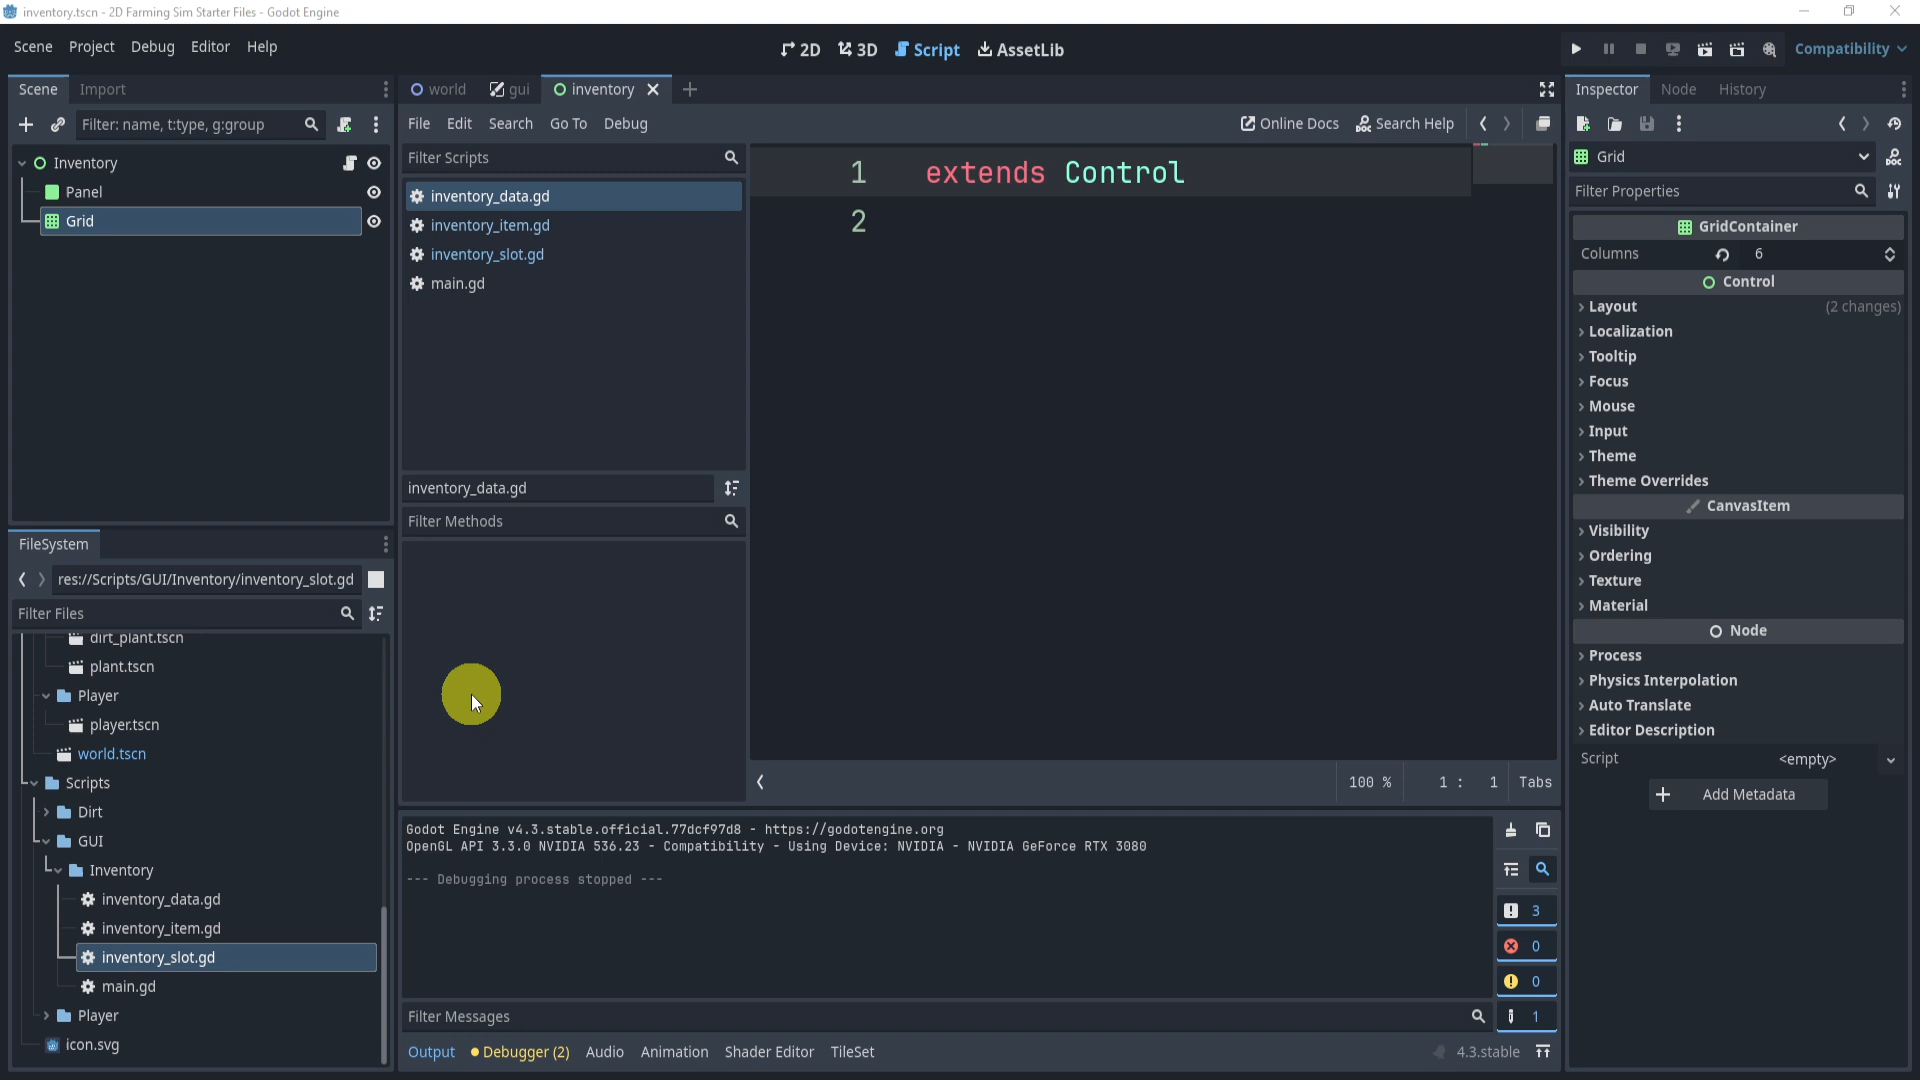 inventory.tscn - 2D Farming Sim Starter Files - Godot Engine
Scene Project Debug Editor Help
2D 3D Script AssetLib
Compatibility
Scene Import
Filter: name, t:type, g:group
Inventory
Panel
Grid
FileSystem
res://Scripts/GUI/Inventory/inventory_slot.gd
Filter Files
dirt_plant.tscn
plant.tscn
Player
player.tscn
world.tscn
Scripts
Dirt
GUI
Inventory
inventory_data.gd
inventory_item.gd
inventory_slot.gd
main.gd
Player
icon.svg
world gui inventory
File Edit Search Go To Debug
Online Docs Search Help
Filter Scripts
inventory_data.gd
inventory_item.gd
inventory_slot.gd
main.gd
inventory_data.gd
Filter Methods
1 extends Control
2
100 % 1 : 1 Tabs
Godot Engine v4.3.stable.official.77dcf97d8 - https://godotengine.org
OpenGL API 3.3.0 NVIDIA 536.23 - Compatibility - Using Device: NVIDIA - NVIDIA GeForce RTX 3080
--- Debugging process stopped ---
3
0
0
1
Filter Messages
Output Debugger (2) Audio Animation Shader Editor TileSet
4.3.stable
Inspector Node History
Grid
Filter Properties
GridContainer
Columns 6
Control
Layout (2 changes)
Localization
Tooltip
Focus
Mouse
Input
Theme
Theme Overrides
CanvasItem
Visibility
Ordering
Texture
Material
Node
Process
Physics Interpolation
Auto Translate
Editor Description
Script <empty>
Add Metadata